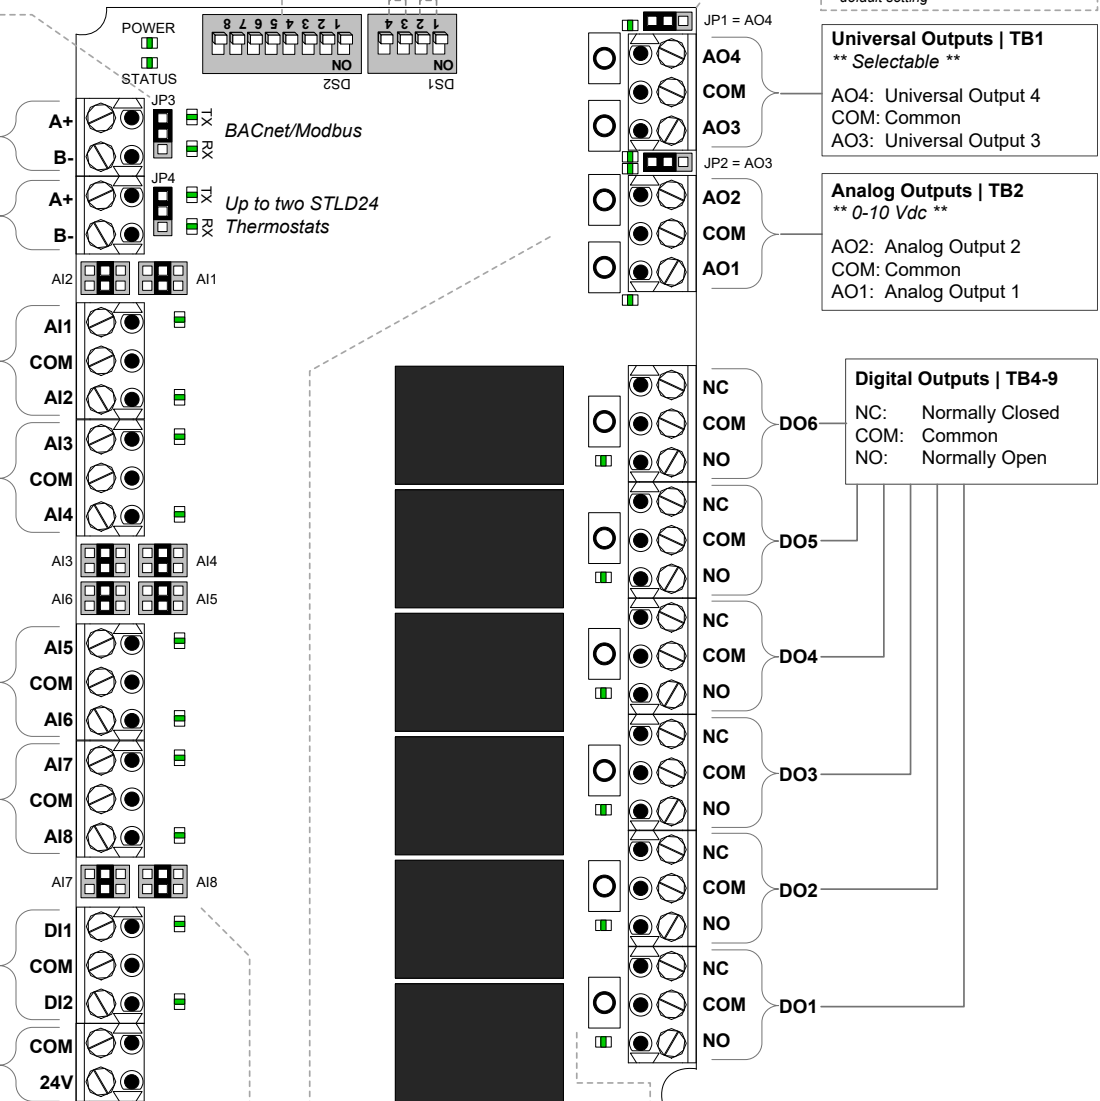 default setting
POWER
STATUS
8 7 6 5 4 3 2 1
ON
DS2
4 3 2 1
ON
DS1
JP1 = AO4
AO4
COM
AO3
Universal Outputs | TB1
** Selectable **
AO4: Universal Output 4
COM: Common
AO3: Universal Output 3
JP2 = AO3
AO2
COM
AO1
Analog Outputs | TB2
** 0-10 Vdc **
AO2: Analog Output 2
COM: Common
AO1: Analog Output 1
A+
B-
JP3
TX
RX
BACnet/Modbus
A+
B-
JP4
TX
RX
Up to two STLD24
Thermostats
AI2
AI1
AI1
COM
AI2
AI3
COM
AI4
AI3
AI4
AI6
AI5
AI5
COM
AI6
AI7
COM
AI8
AI7
AI8
DI1
COM
DI2
COM
24V
NC
COM
NO
DO6
Digital Outputs | TB4-9
NC: Normally Closed
COM: Common
NO: Normally Open
NC
COM
NO
DO5
NC
COM
NO
DO4
NC
COM
NO
DO3
NC
COM
NO
DO2
NC
COM
NO
DO1